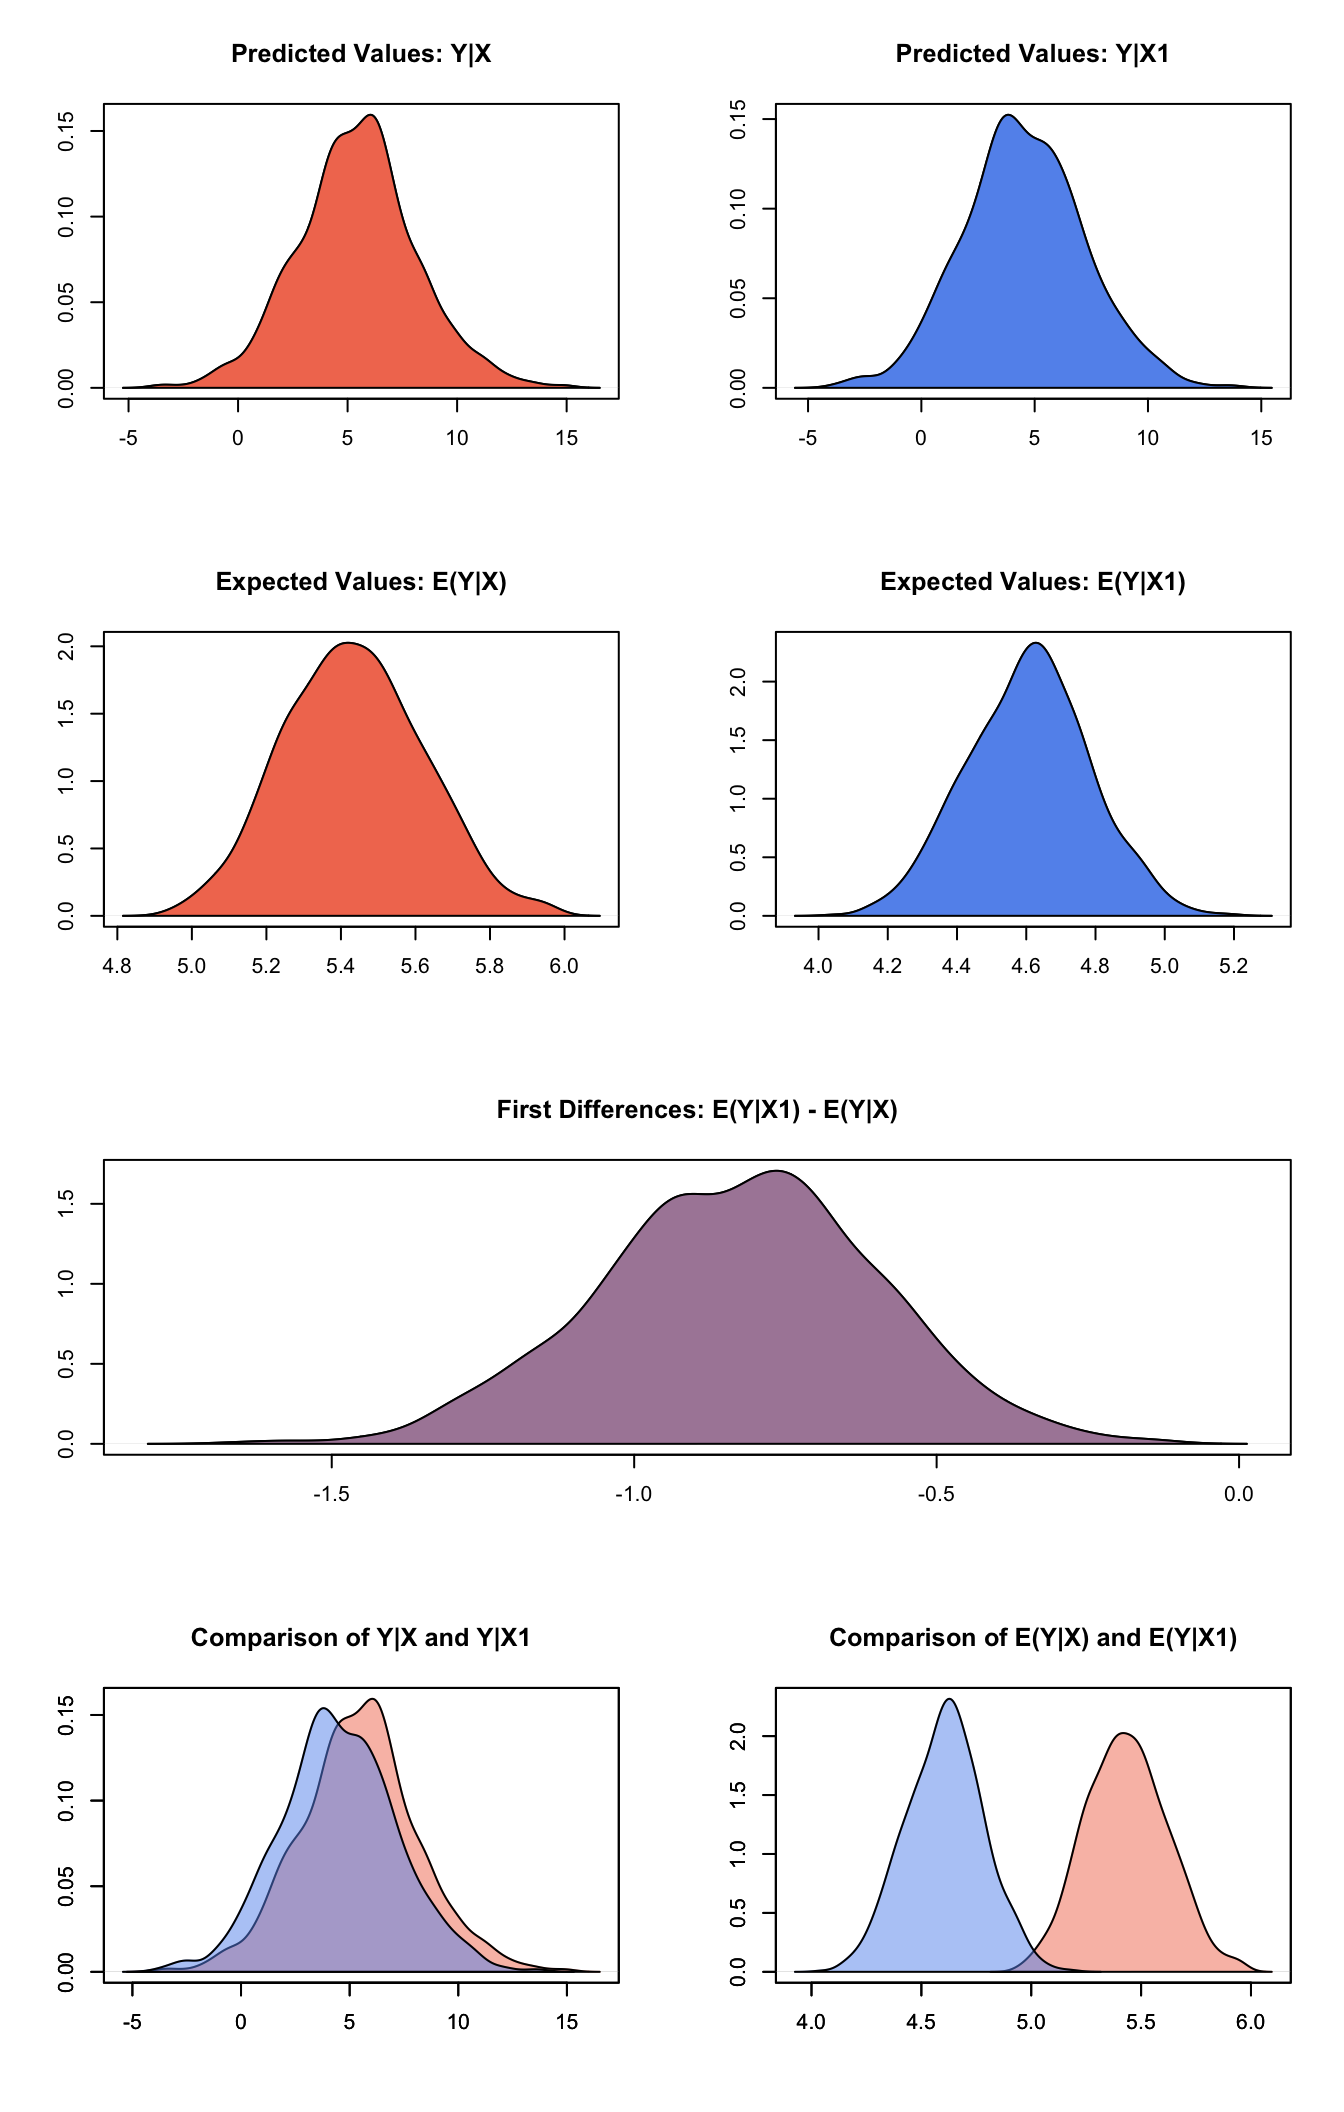 Predicted Values: Y|X
0.00 0.05 0.10 0.15
-5 0 5 10 15
Predicted Values: Y|X1
0.00 0.05 0.10 0.15
-5 0 5 10 15
Expected Values: E(Y|X)
0.0 0.5 1.0 1.5 2.0
4.8 5.0 5.2 5.4 5.6 5.8 6.0
Expected Values: E(Y|X1)
0.0 0.5 1.0 1.5 2.0
4.0 4.2 4.4 4.6 4.8 5.0 5.2
First Differences: E(Y|X1) - E(Y|X)
0.0 0.5 1.0 1.5
-1.5 -1.0 -0.5 0.0
Comparison of Y|X and Y|X1
0.00 0.05 0.10 0.15
-5 0 5 10 15
Comparison of E(Y|X) and E(Y|X1)
0.0 0.5 1.0 1.5 2.0
4.0 4.5 5.0 5.5 6.0